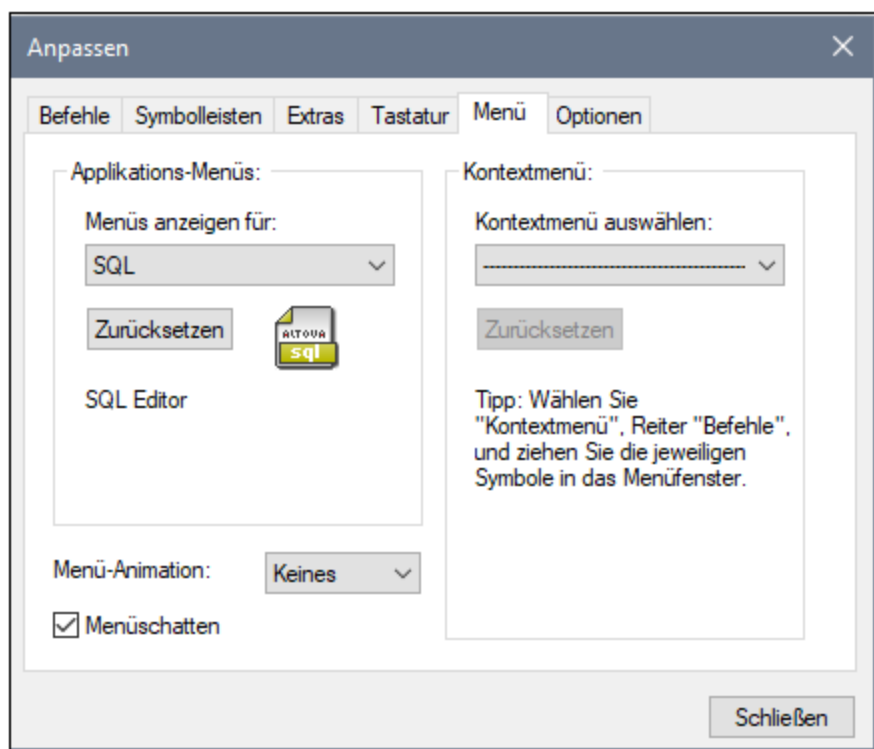 Anpassen
Befehle Symbolleisten Extras Tastatur Menü Optionen
Applikations-Menüs:
Menüs anzeigen für:
SQL
Zurücksetzen
ALTOVA
sql
SQL Editor
Kontextmenü:
Kontextmenü auswählen:
Zurücksetzen
Tipp: Wählen Sie
"Kontextmenü", Reiter "Befehle",
und ziehen Sie die jeweiligen
Symbole in das Menüfenster.
Menü-Animation:
Keines
Menüschatten
Schließen